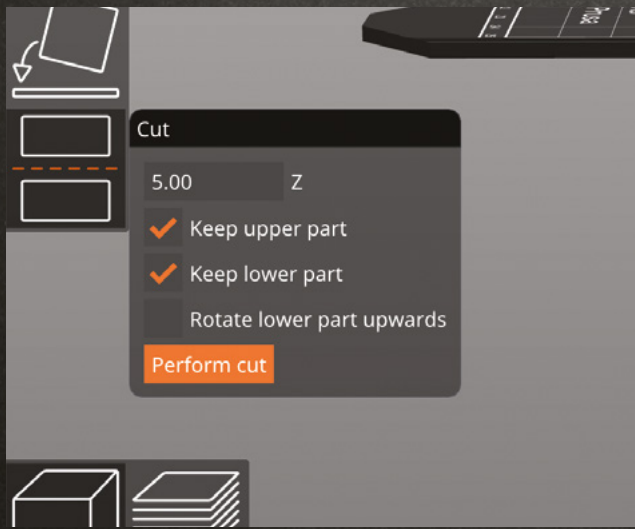 Cut
5.00 Z
Keep upper part
Keep lower part
Rotate lower part upwards
Perform cut